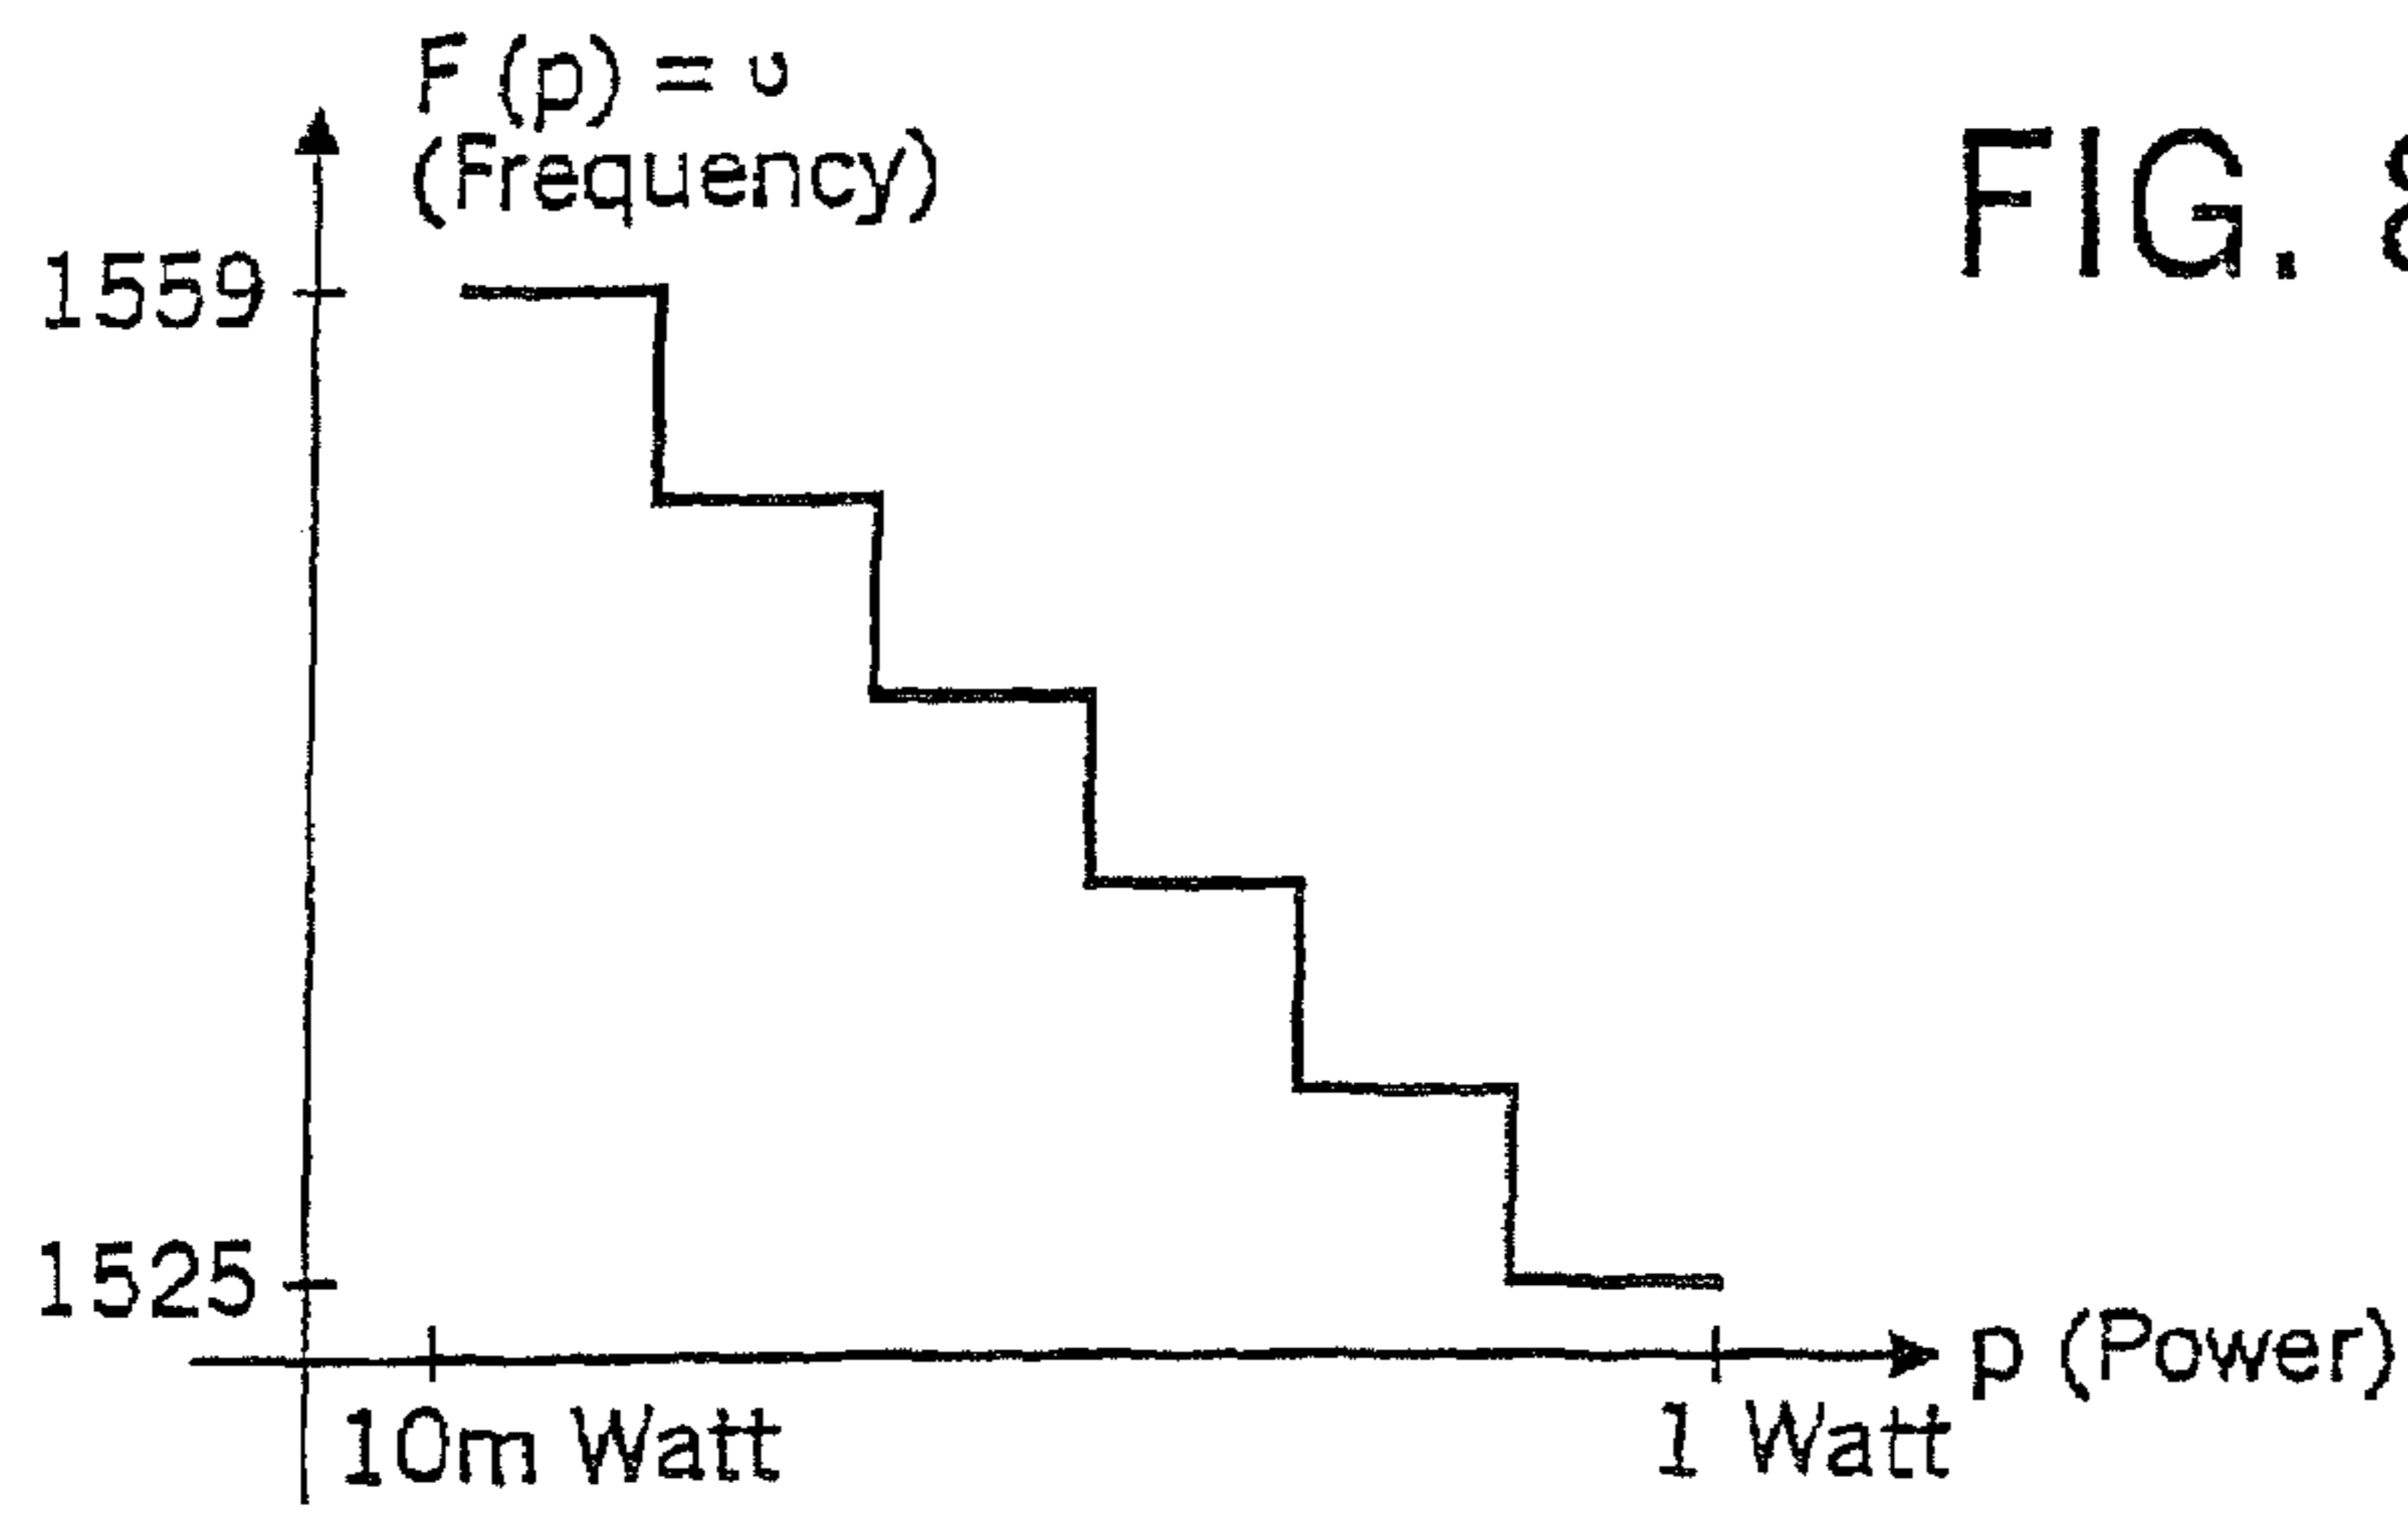 F (p) = υ
(Frequency)
FIG. 8
1559
1525
p (Power)
10m Watt
1 Watt